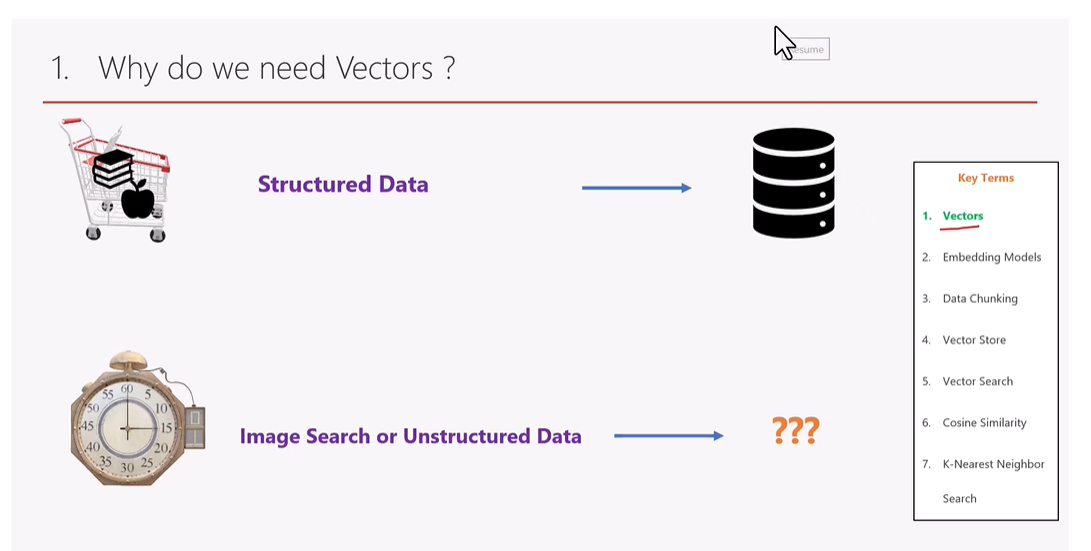 1. Why do we need Vectors ?
Structured Data
Image Search or Unstructured Data
???
60
5
10
15
20
25
30
35
40
45
50
55
Key Terms
1. Vectors
2. Embedding Models
3. Data Chunking
4. Vector Store
5. Vector Search
6. Cosine Similarity
7. K-Nearest Neighbor
Search